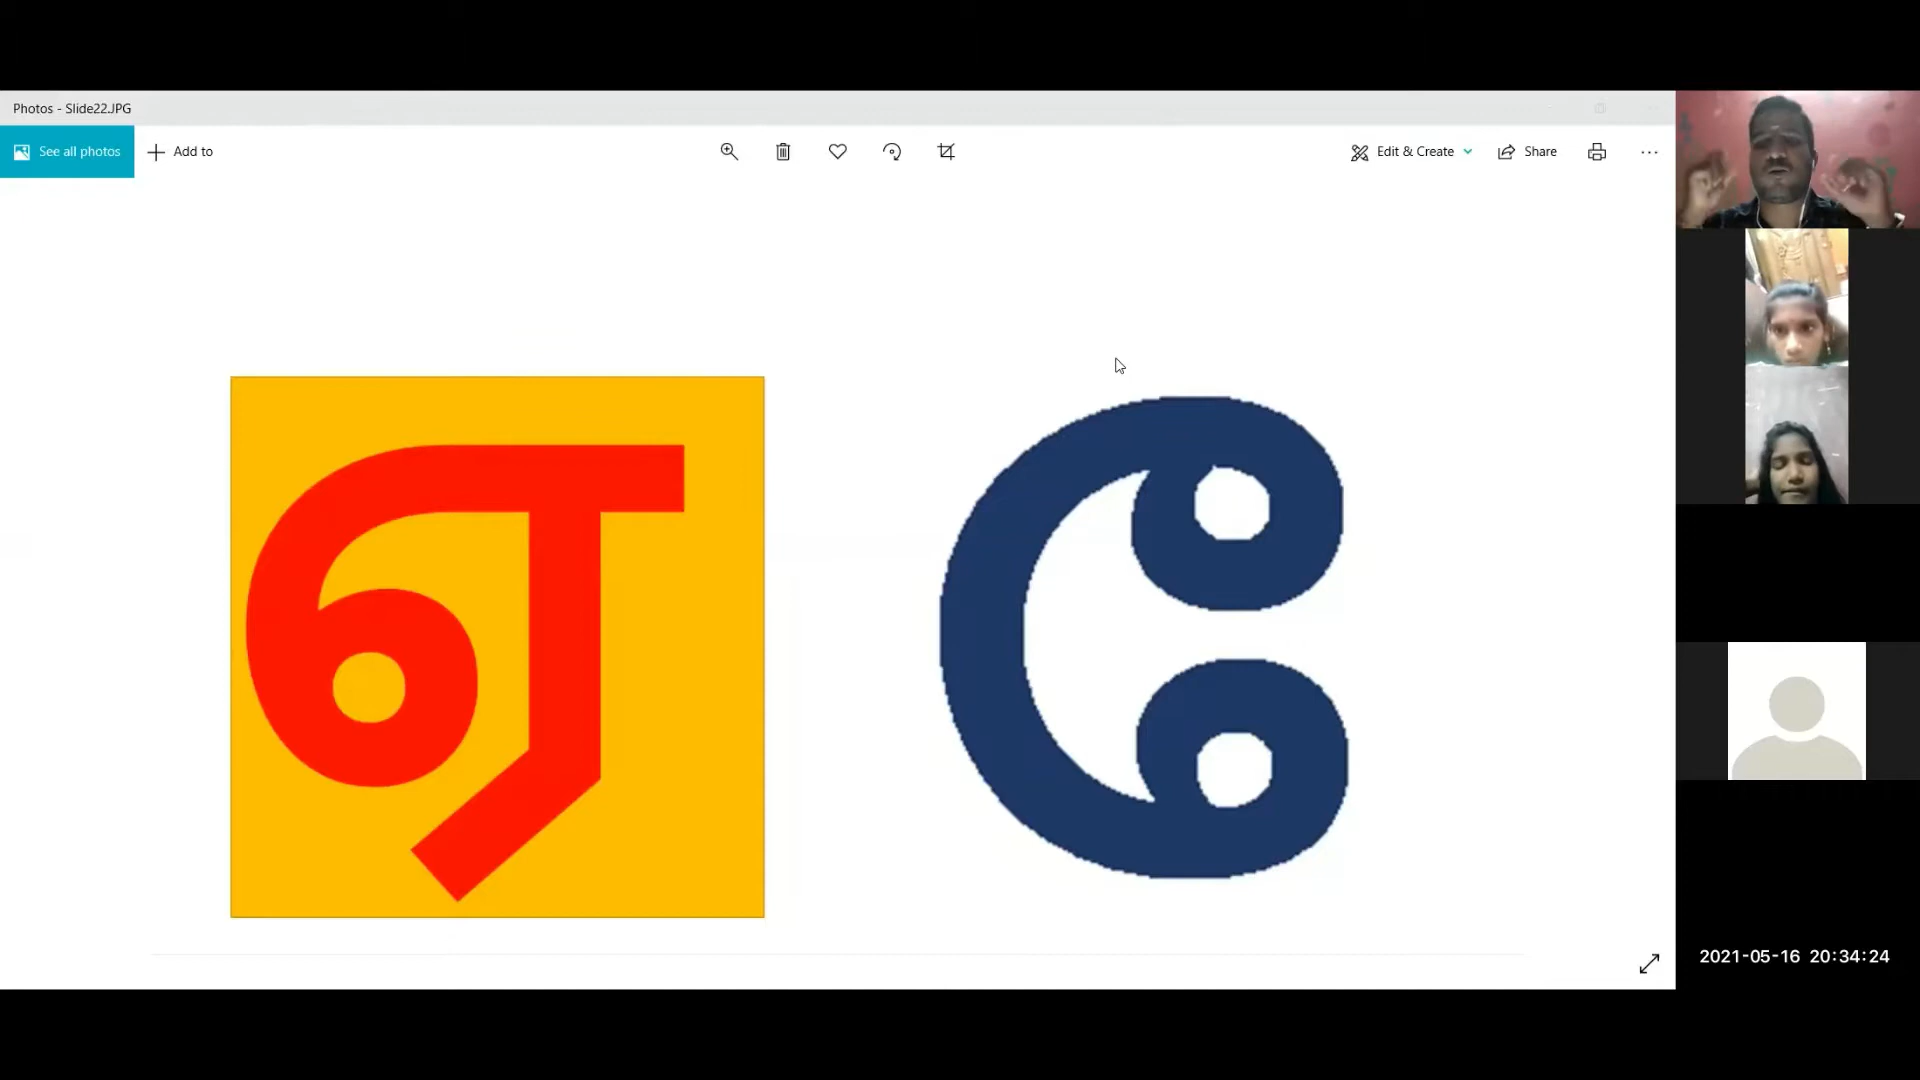 Photos - Slide22.JPG
See all photos
Add to
Edit & Create
Share
ஏ
ே
2021-05-16 20:34:24